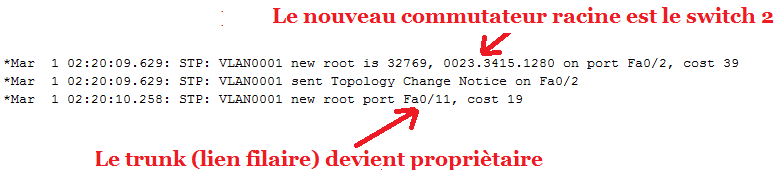 Le nouveau commutateur racine est le switch 2
*Mar  1 02:20:09.629: STP: VLAN0001 new root is 32769, 0023.3415.1280 on port Fa0/2, cost 39
*Mar  1 02:20:09.629: STP: VLAN0001 sent Topology Change Notice on Fa0/2
*Mar  1 02:20:10.258: STP: VLAN0001 new root port Fa0/11, cost 19
Le trunk (lien filaire) devient propriètaire